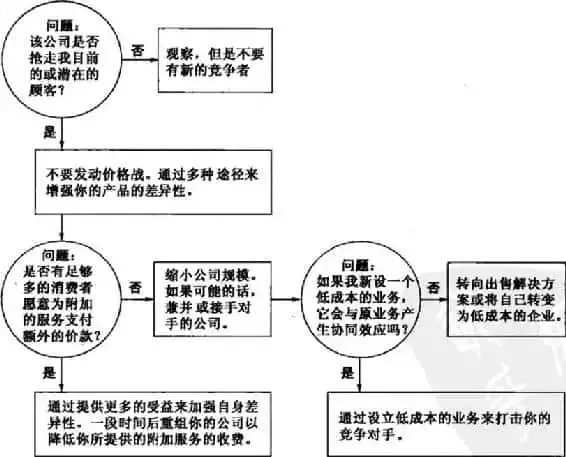 问题：
该公司是否
抢走我目前
的或潜在的
顾客？
否
观察，但是不要
有新的竞争者
是
不要发动价格战。通过多种途径来
增强你的产品的差异性。
问题：
是否有足够
多的消费者
愿意为附加
的服务支付
额外的价款？
否
缩小公司规模。
如果可能的话，
兼并或接手对
手的公司。
问题：
如果我新设一个
低成本的业务，
它会与原业务产
生协同效应吗？
否
转向出售解决方
案或将自己转变
为低成本的企业。
是
通过提供更多的受益来加强自身差
异性。一段时间后重组你的公司以
降低你所提供的附加服务的收费。
是
通过设立低成本的业务来打击你的
竞争对手。